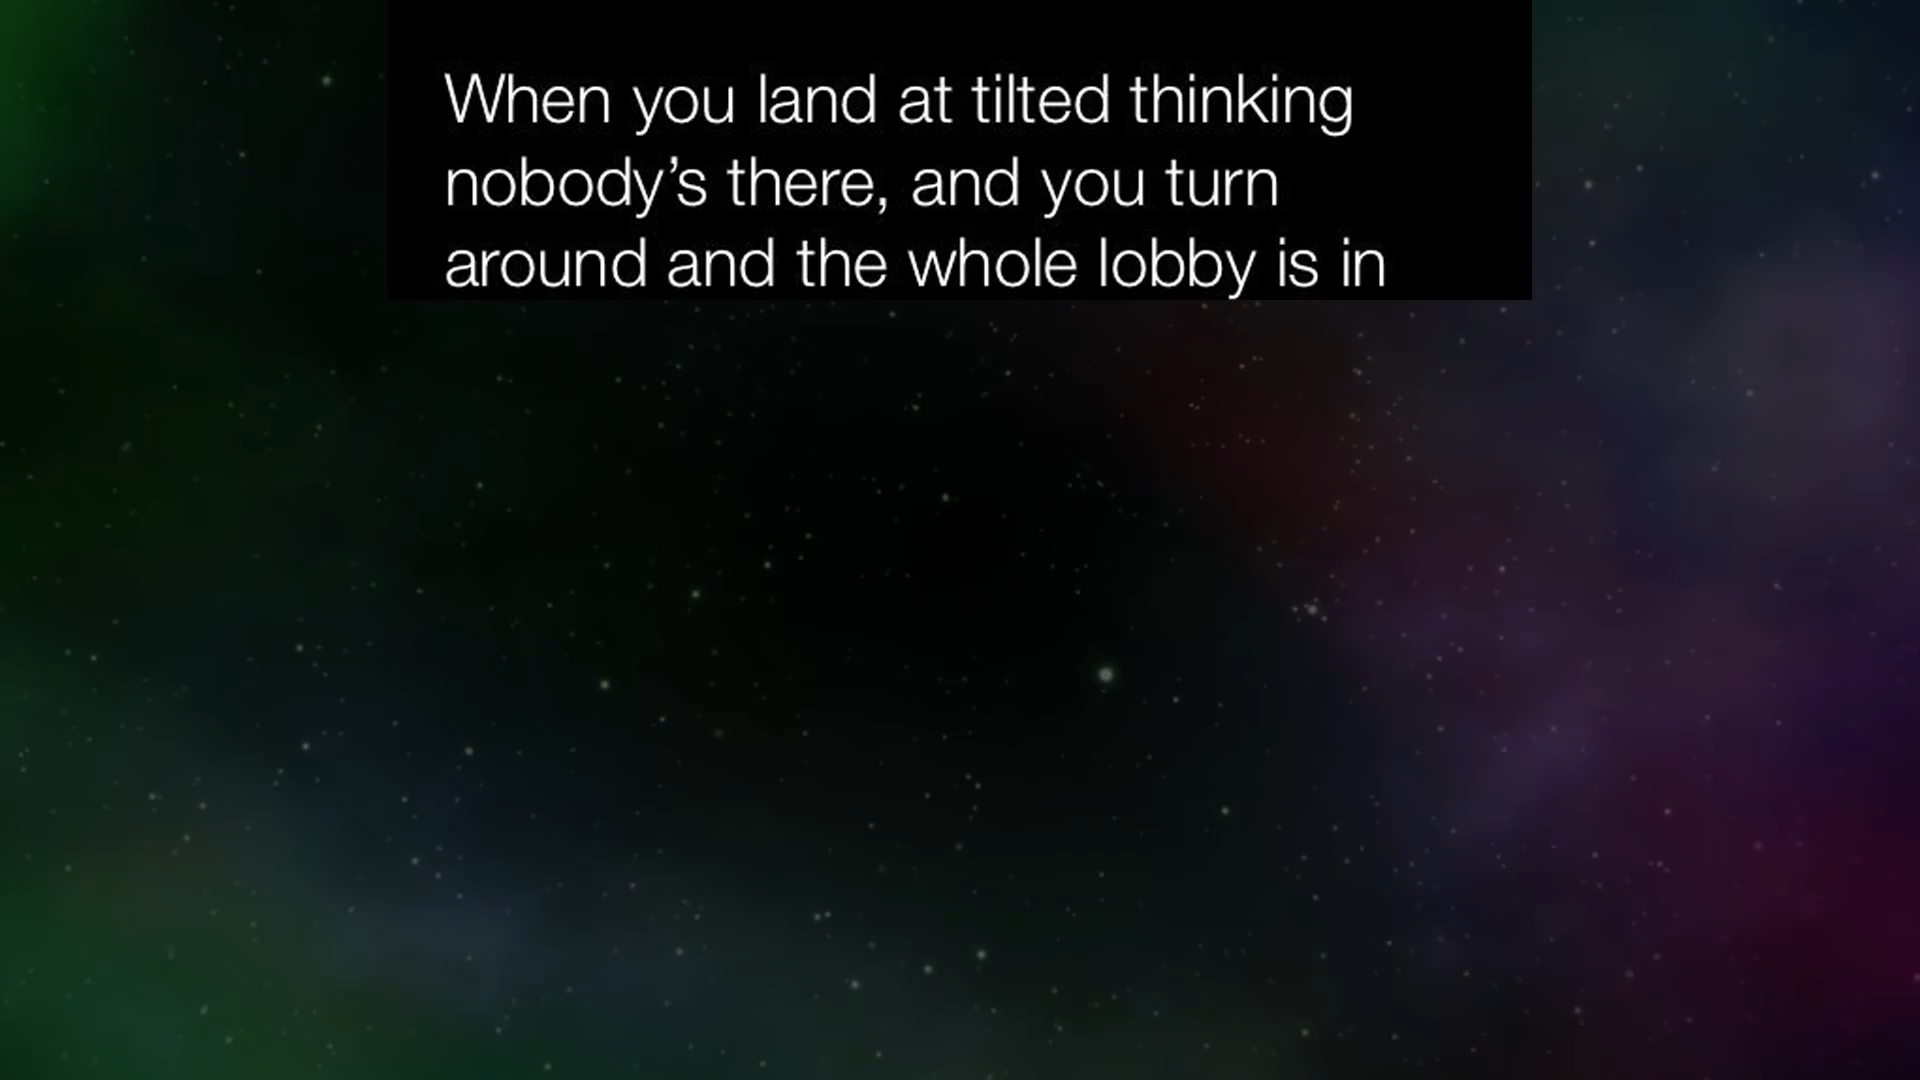 When you land at tilted thinking
nobody’s there, and you turn
around and the whole lobby is in